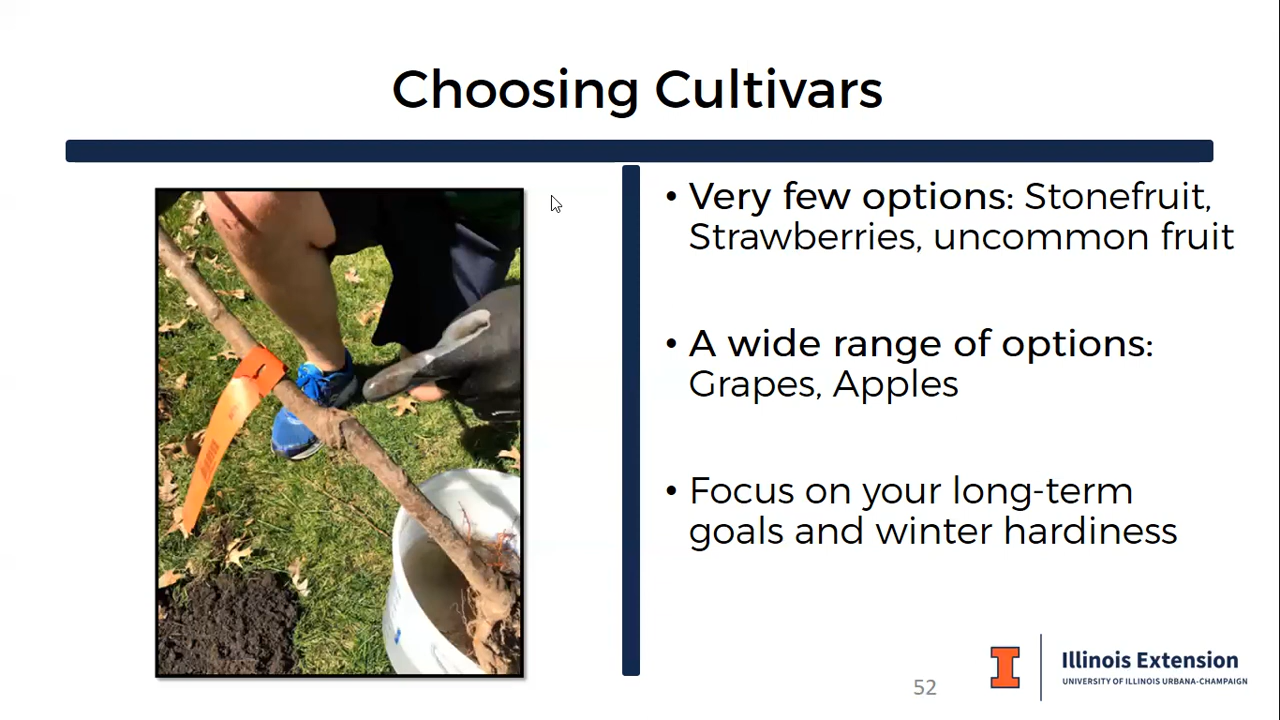 Choosing Cultivars
• Very few options: Stonefruit,
Strawberries, uncommon fruit
• A wide range of options:
Grapes, Apples
• Focus on your long-term
goals and winter hardiness
52
I
Illinois Extension
UNIVERSITY OF ILLINOIS URBANA-CHAMPAIGN